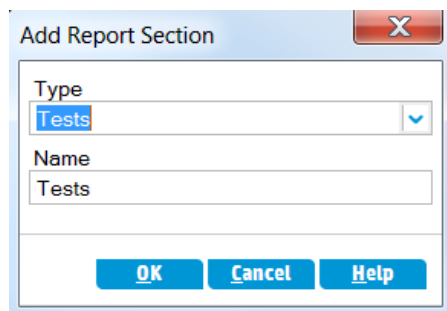 Add Report Section
X
Type
Tests
Name
Tests
OK Cancel Help